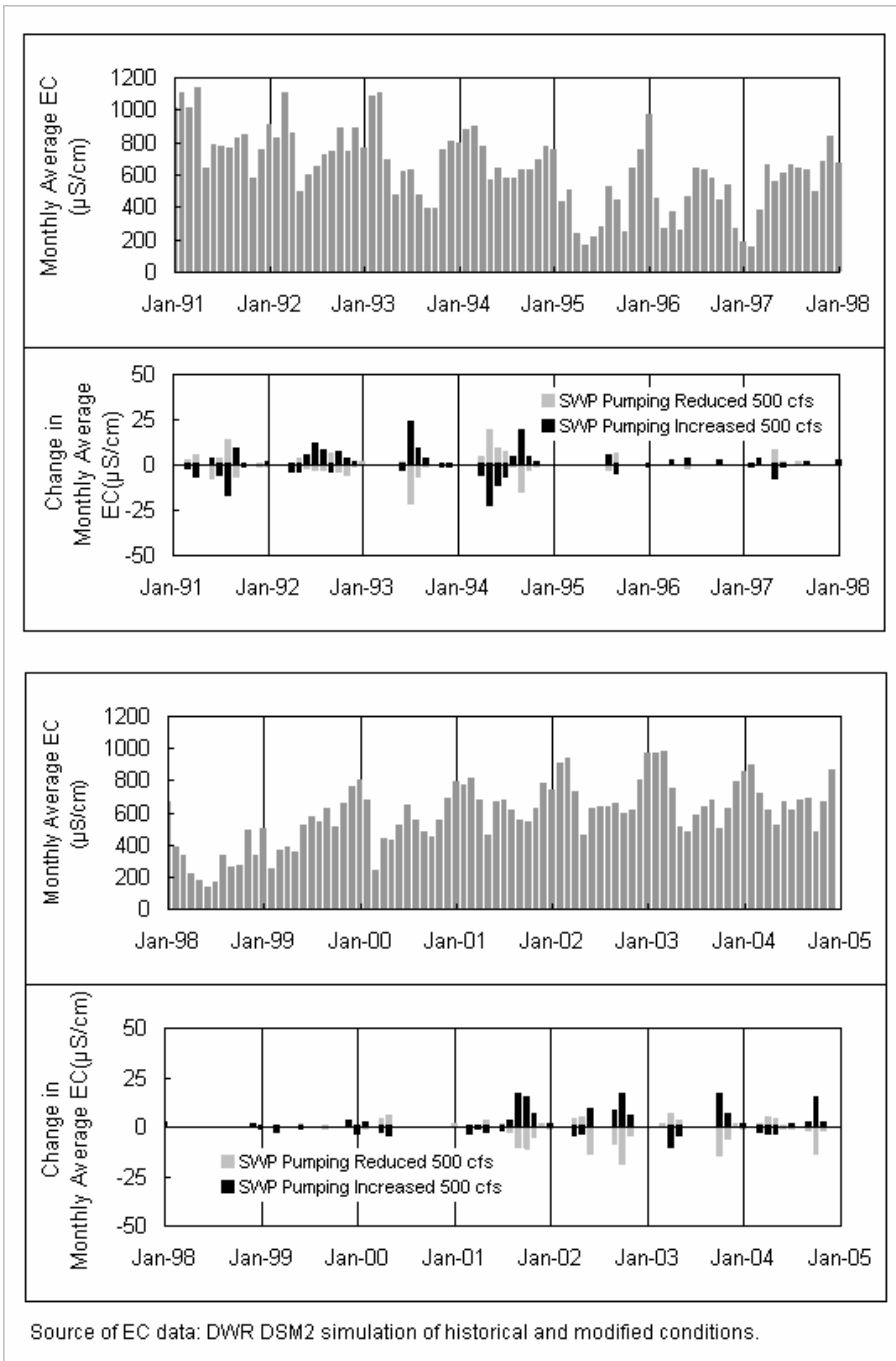 Monthly Average EC
(µS/cm)
1200
1000
800
600
400
200
0
Jan-91 Jan-92 Jan-93 Jan-94 Jan-95 Jan-96 Jan-97 Jan-98
Change in
Monthly Average
EC(µS/cm)
50
25
0
-25
-50
SWP Pumping Reduced 500 cfs
SWP Pumping Increased 500 cfs
Jan-91 Jan-92 Jan-93 Jan-94 Jan-95 Jan-96 Jan-97 Jan-98
Monthly Average EC
(µS/cm)
1200
1000
800
600
400
200
0
Jan-98 Jan-99 Jan-00 Jan-01 Jan-02 Jan-03 Jan-04 Jan-05
Change in
Monthly Average EC(µS/cm)
50
25
0
-25
-50
SWP Pumping Reduced 500 cfs
SWP Pumping Increased 500 cfs
Jan-98 Jan-99 Jan-00 Jan-01 Jan-02 Jan-03 Jan-04 Jan-05
Source of EC data: DWR DSM2 simulation of historical and modified conditions.